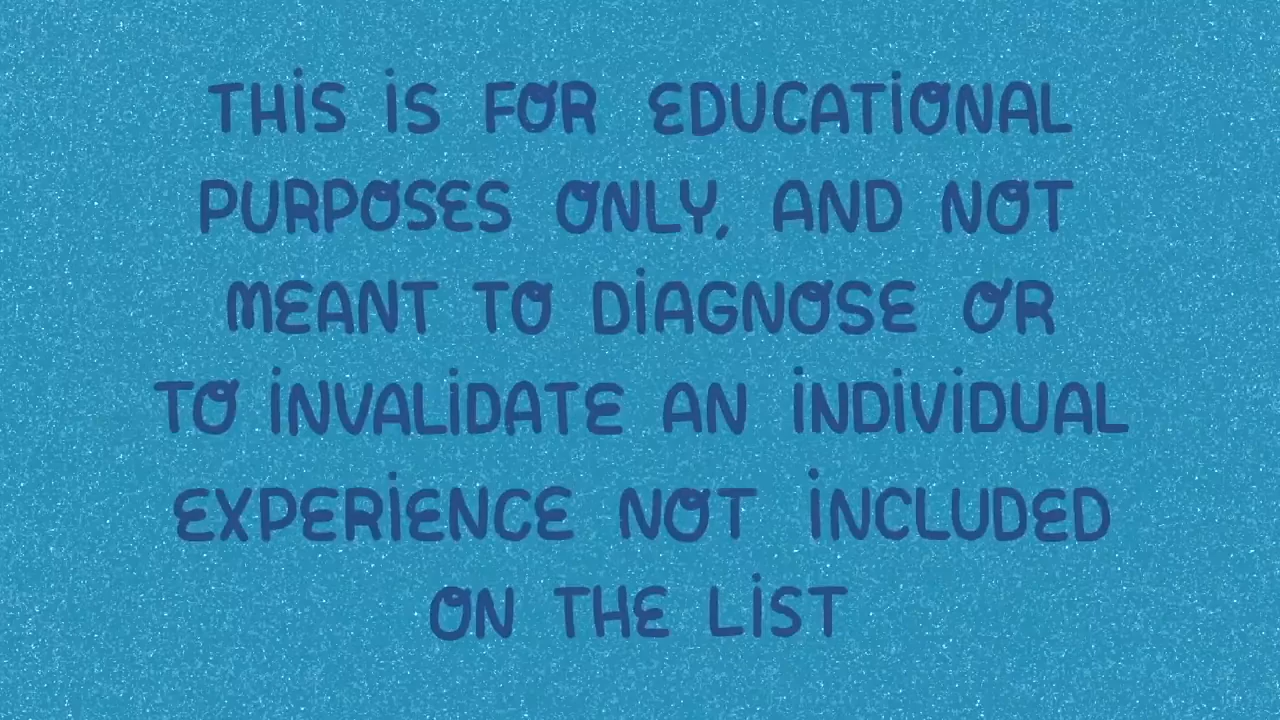 THIS IS FOR EDUCATIONAL
PURPOSES ONLY, AND NOT
MEANT TO DIAGNOSE OR
TO INVALIDATE AN INDIVIDUAL
EXPERIENCE NOT INCLUDED
ON THE LIST